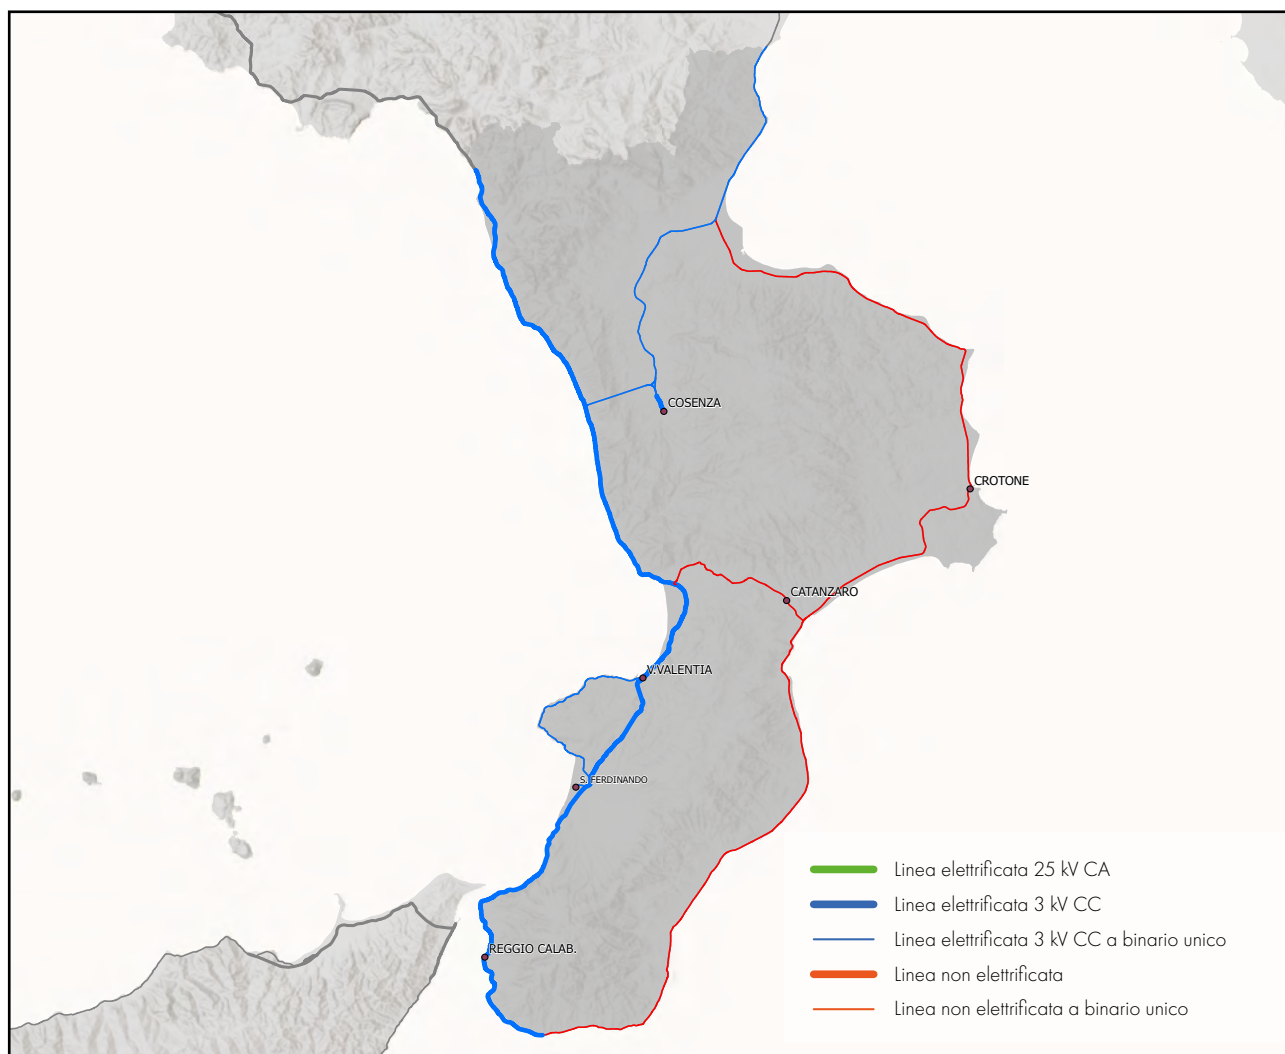 COSENZA
CROTONE
CATANZARO
V.VALENTIA
S. FERDINANDO
REGGIO CALAB.
Linea elettrificata 25 kV CA
Linea elettrificata 3 kV CC
Linea elettrificata 3 kV CC a binario unico
Linea non elettrificata
Linea non elettrificata a binario unico